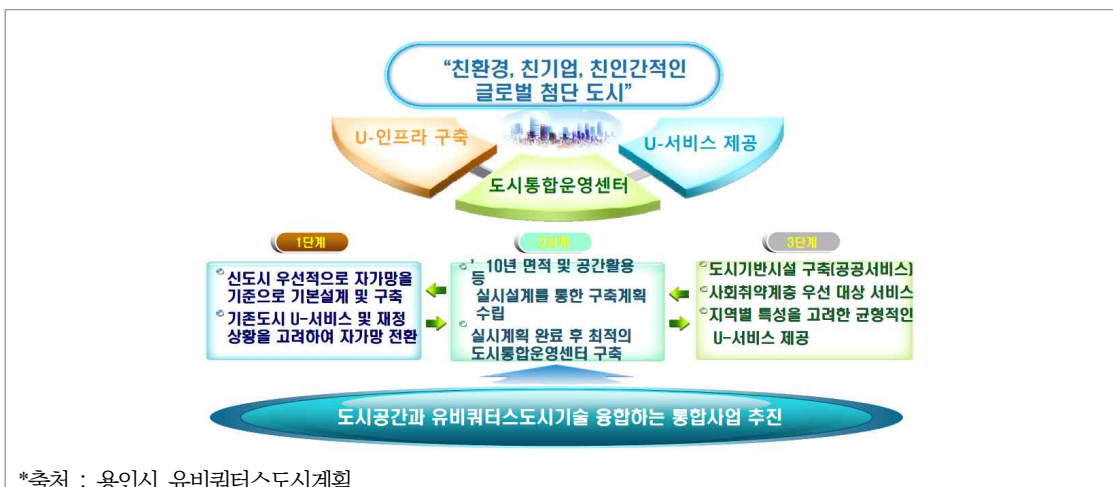 “친환경, 친기업, 친인간적인
글로벌 첨단 도시”
U-인프라 구축
U-서비스 제공
도시통합운영센터
1단계
신도시 우선적으로 자가망을
기준으로 기본설계 및 구축
기존도시 U-서비스 및 재정
상황을 고려하여 자가망 전환
2단계
’10년 면적 및 공간활용
등
실시설계를 통한 구축계획
수립
실시계획 완료 후 최적의
도시통합운영센터 구축
3단계
도시기반시설 구축(공공서비스)
사회취약계층 우선 대상 서비스
지역별 특성을 고려한 균형적인
U-서비스 제공
도시공간과 유비쿼터스도시기술 융합하는 통합사업 추진
*출처 : 용인시 유비쿼터스도시계획